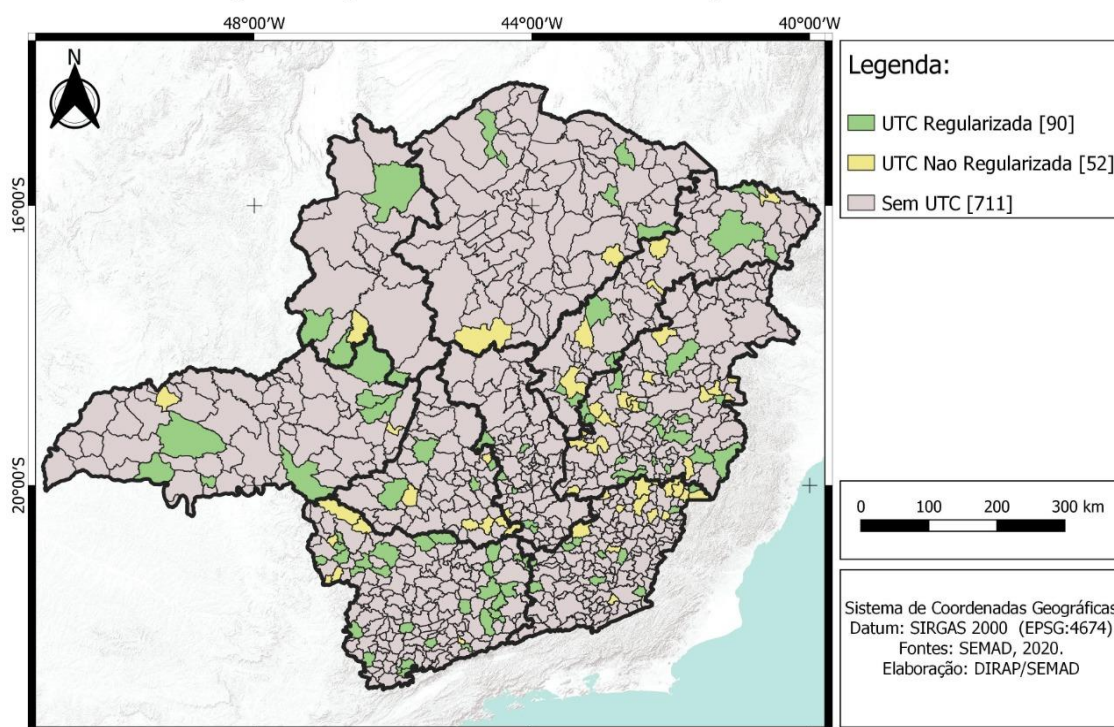 48°00'W 44°00'W 40°00'W
N
16°00'S
20°00'S
Legenda:
UTC Regularizada [90]
UTC Nao Regularizada [52]
Sem UTC [711]
0 100 200 300 km
Sistema de Coordenadas Geográficas
Datum: SIRGAS 2000 (EPSG:4674)
Fontes: SEMAD, 2020.
Elaboração: DIRAP/SEMAD